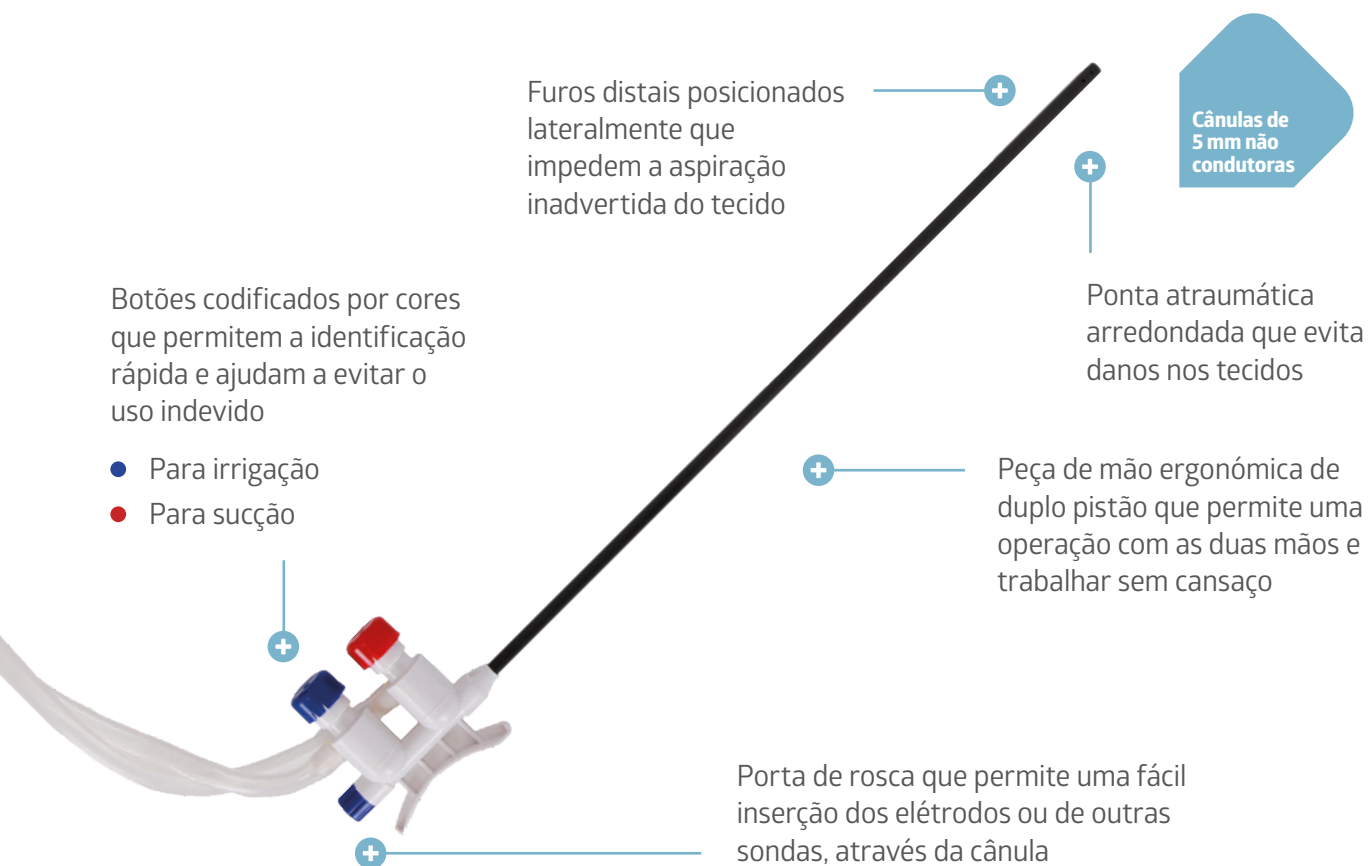 Furos distais posicionados
lateralmente que
impedem a aspiração
inadvertida do tecido
Cânulas de
5 mm não
condutoras
Botões codificados por cores
que permitem a identificação
rápida e ajudam a evitar o
uso indevido
Para irrigação
Para sucção
Ponta atraumática
arredondada que evita
danos nos tecidos
Peça de mão ergonómica de
duplo pistão que permite uma
operação com as duas mãos e
trabalhar sem cansaço
Porta de rosca que permite uma fácil
inserção dos elétrodos ou de outras
sondas, através da cânula